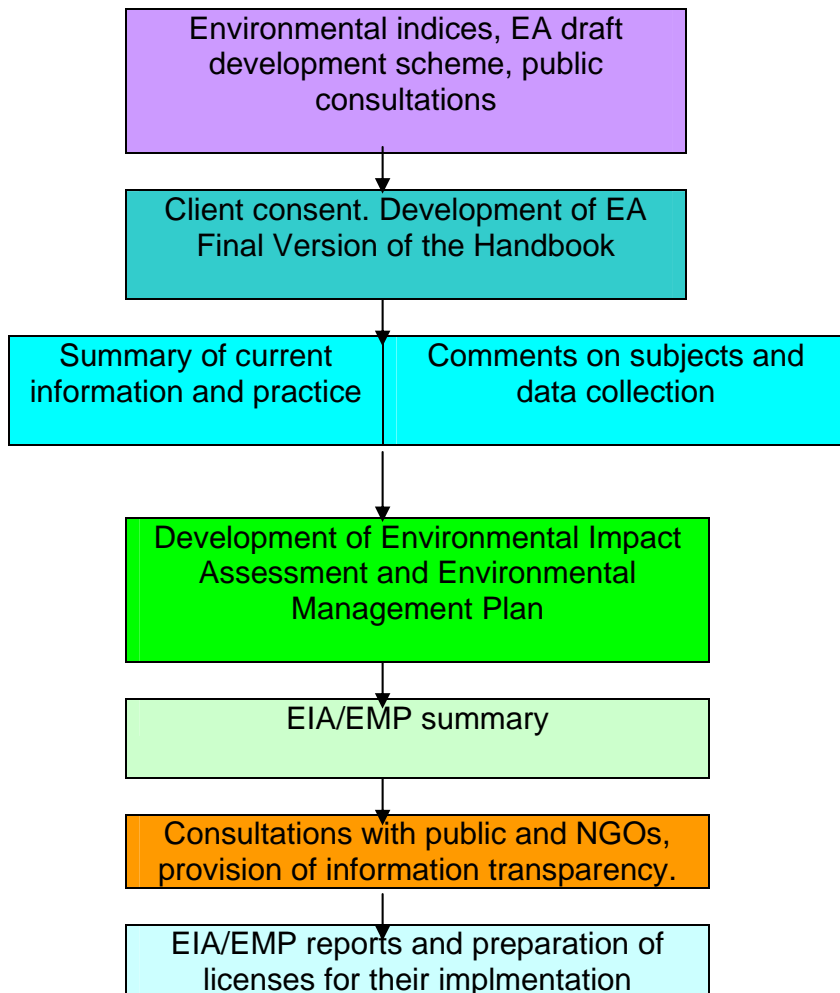 Environmental indices, EA draft
development scheme, public
consultations
Client consent. Development of EA
Final Version of the Handbook
Summary of current
information and practice
Comments on subjects and
data collection
Development of Environmental Impact
Assessment and Environmental
Management Plan
EIA/EMP summary
Consultations with public and NGOs,
provision of information transparency.
EIA/EMP reports and preparation of
licenses for their implmentation